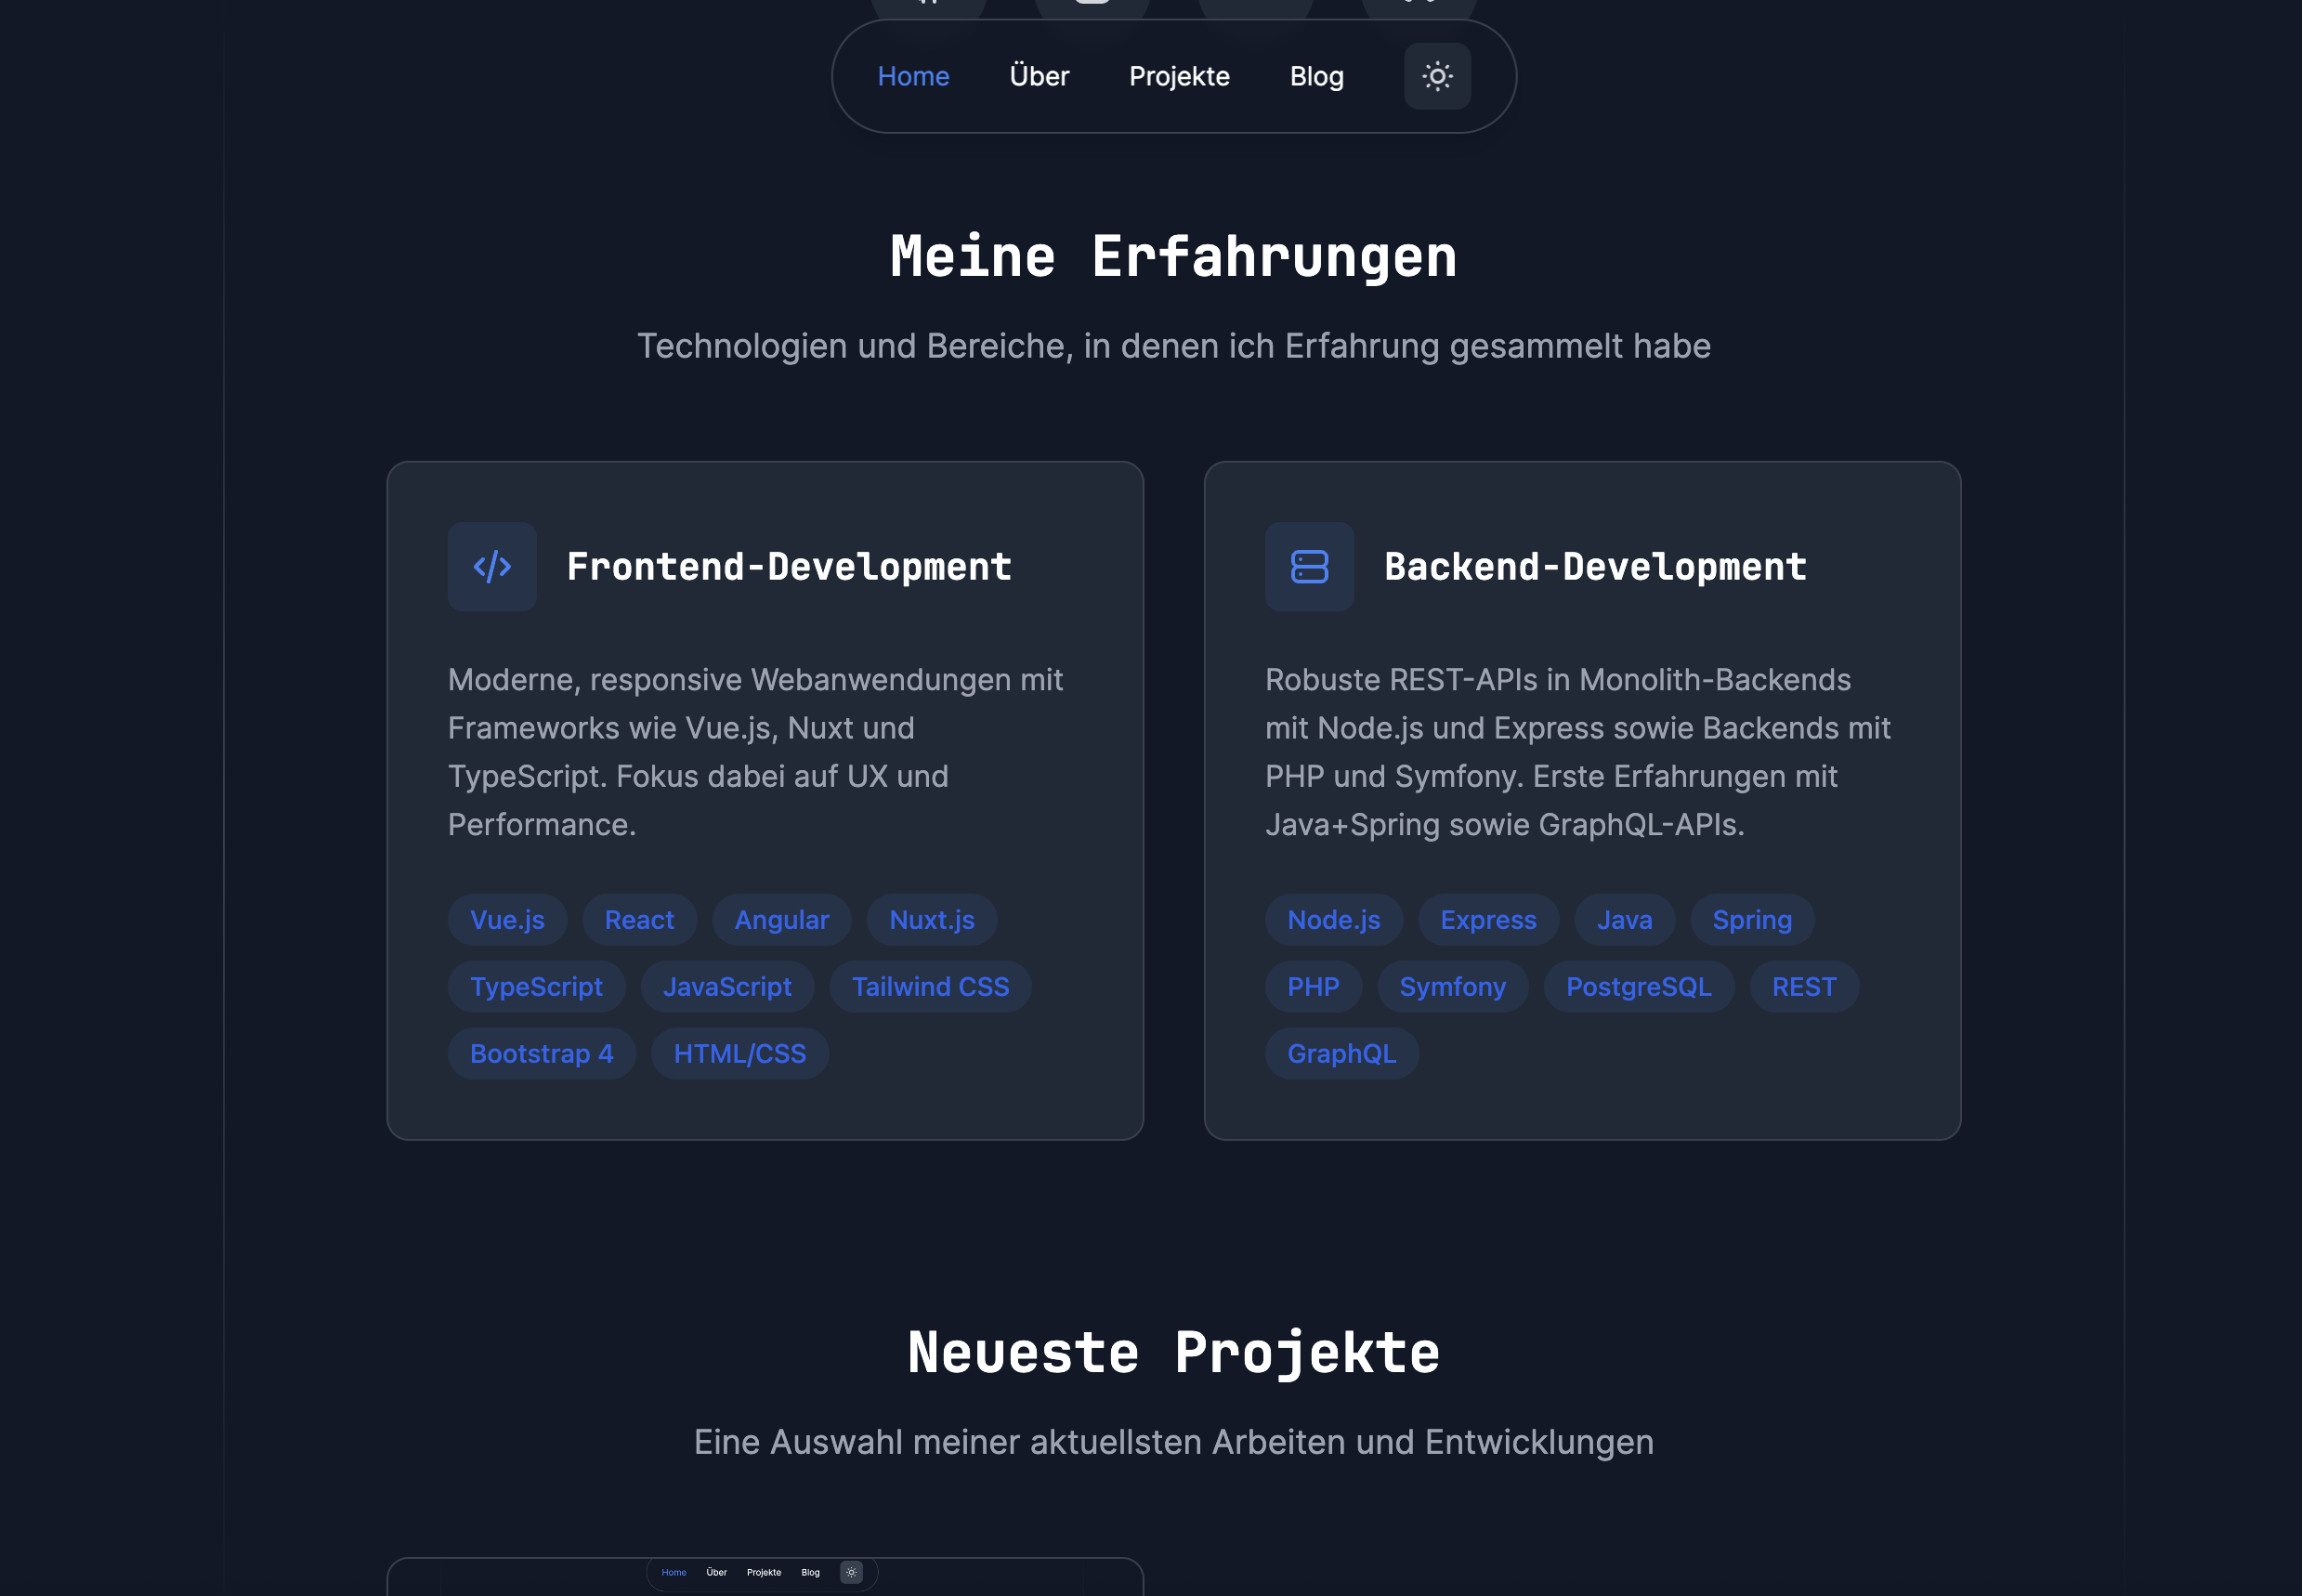 Home Über Projekte Blog
Meine Erfahrungen
Technologien und Bereiche, in denen ich Erfahrung gesammelt habe
Frontend-Development
Moderne, responsive Webanwendungen mit
Frameworks wie Vue.js, Nuxt und
TypeScript. Fokus dabei auf UX und
Performance.
Vue.js React Angular Nuxt.js
TypeScript JavaScript Tailwind CSS
Bootstrap 4 HTML/CSS
Backend-Development
Robuste REST-APIs in Monolith-Backends
mit Node.js und Express sowie Backends mit
PHP und Symfony. Erste Erfahrungen mit
Java+Spring sowie GraphQL-APIs.
Node.js Express Java Spring
PHP Symfony PostgreSQL REST
GraphQL
Neueste Projekte
Eine Auswahl meiner aktuellsten Arbeiten und Entwicklungen
Home Über Projekte Blog